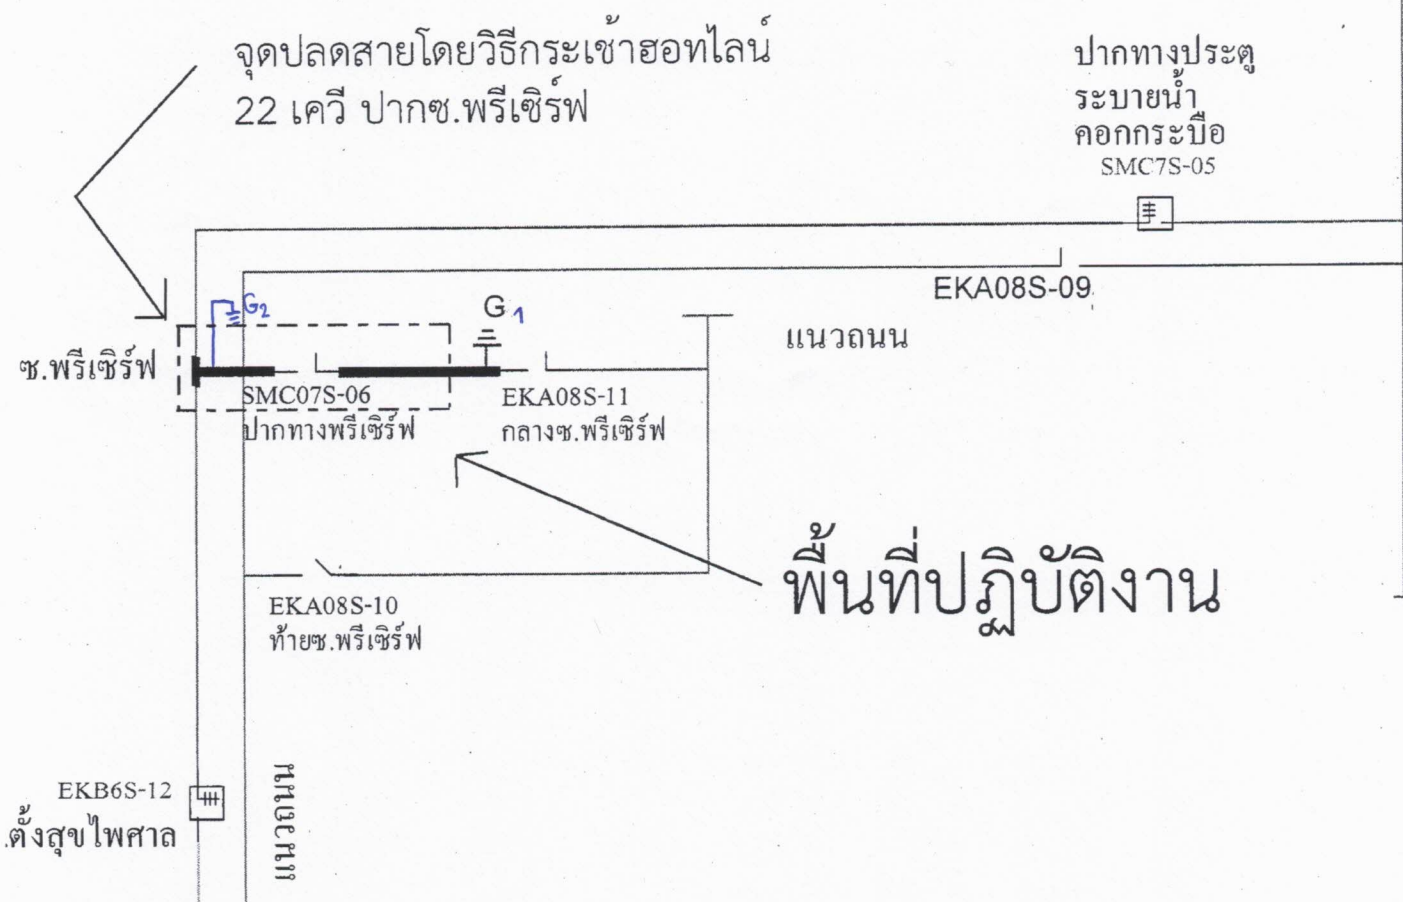 จุดปลดสายโดยวิธีกระเช้าฮอทไลน์
22 เควี ปากซ.พรีเซิร์ฟ
ปากทางประตู
ระบายน้ำ
คอกกระบือ
SMC7S-05
EKA08S-09
G2
G 1
แนวถนน
ซ.พรีเซิร์ฟ
SMC07S-06
ปากทางพรีเซิร์ฟ
EKA08S-11
กลางซ.พรีเซิร์ฟ
พื้นที่ปฏิบัติงาน
EKA08S-10
ท้ายซ.พรีเซิร์ฟ
EKB6S-12
.ตั้งสุขไพศาล
แนวถนน